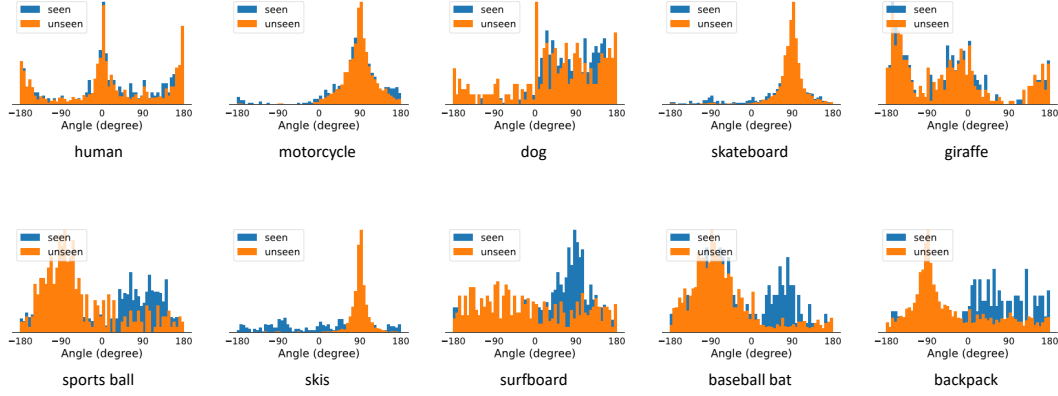 seen
unseen
−180 −90 0 90 180
Angle (degree)
human
seen
unseen
−180 −90 0 90 180
Angle (degree)
motorcycle
seen
unseen
−180 −90 0 90 180
Angle (degree)
dog
seen
unseen
−180 −90 0 90 180
Angle (degree)
skateboard
seen
unseen
−180 −90 0 90 180
Angle (degree)
giraffe
seen
unseen
−180 −90 0 90 180
Angle (degree)
sports ball
seen
unseen
−180 −90 0 90 180
Angle (degree)
skis
seen
unseen
−180 −90 0 90 180
Angle (degree)
surfboard
seen
unseen
−180 −90 0 90 180
Angle (degree)
baseball bat
seen
unseen
−180 −90 0 90 180
Angle (degree)
backpack